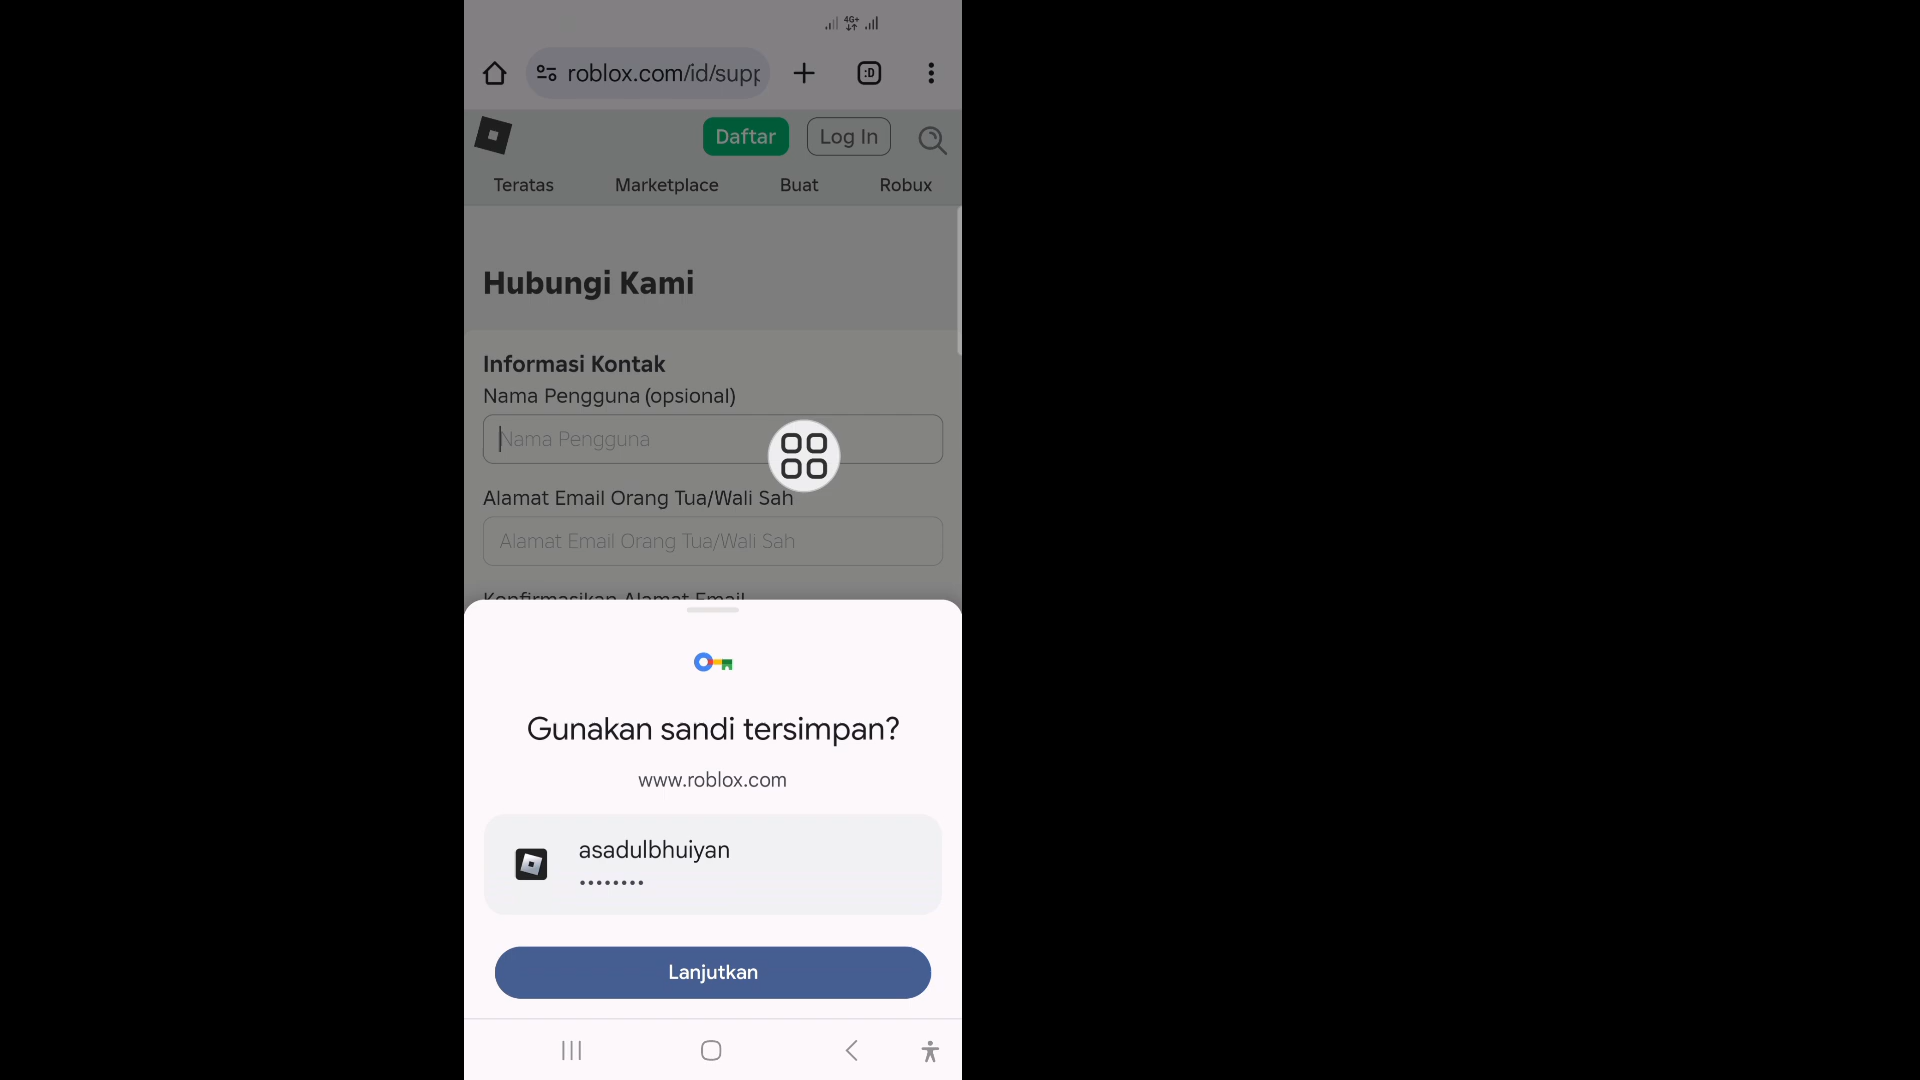 4G+
roblox.com/id/supp
:D
Daftar
Log In
Teratas
Marketplace
Buat
Robux
Hubungi Kami
Informasi Kontak
Nama Pengguna (opsional)
Nama Pengguna
Alamat Email Orang Tua/Wali Sah
Alamat Email Orang Tua/Wali Sah
Konfirmasikan Alamat Email
Gunakan sandi tersimpan?
www.roblox.com
asadulbhuiyan
••••••••
Lanjutkan